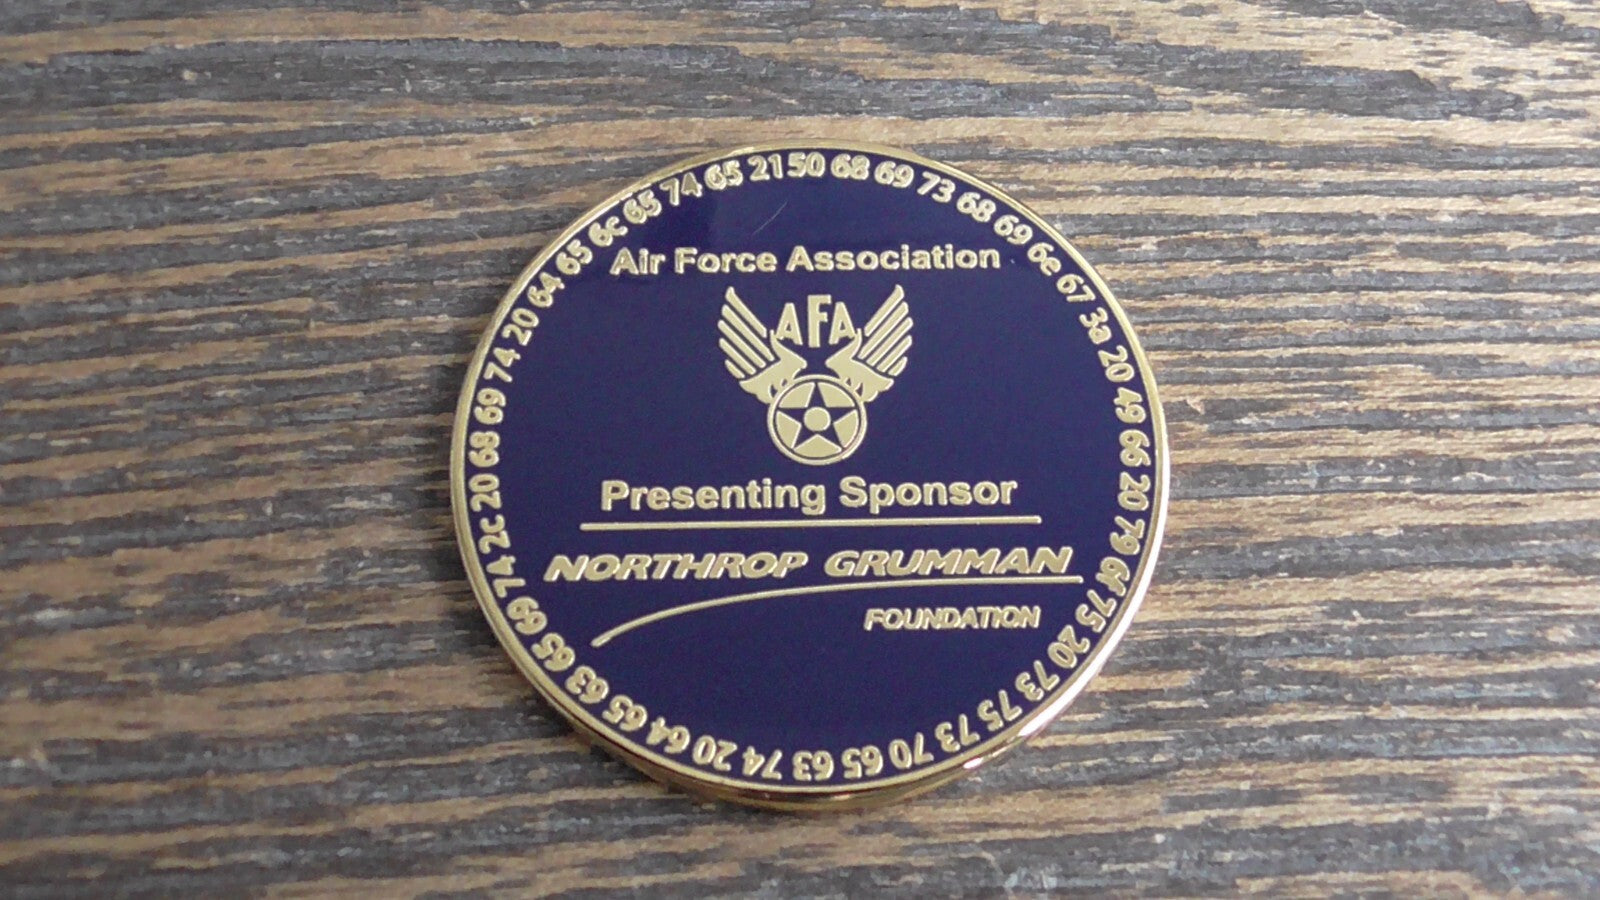 50 68 69 73 68 69 6e 67 3a 20 49 66 20 79 6f 75 20 73 75 73 70 65 63 74 20 64 65 63 65 69 74 2c 20 68 69 74 20 64 65 6c 65 74 65 21
Air Force Association
AFA
Presenting Sponsor
NORTHROP GRUMMAN
FOUNDATION